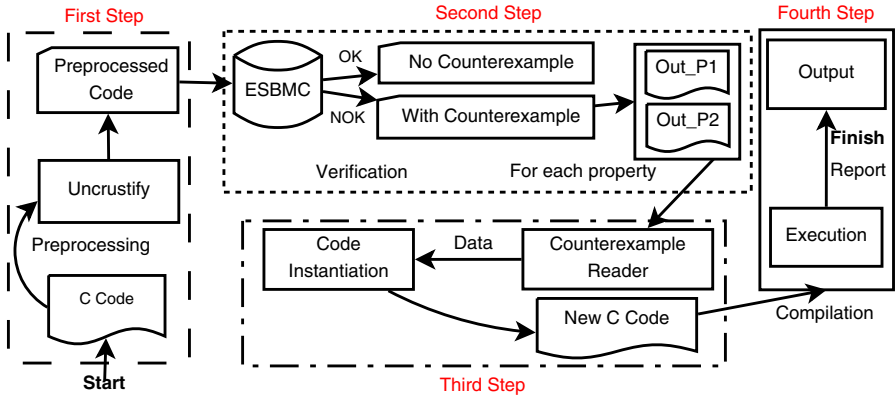 First Step
Preprocessed
Code
Uncrustify
Preprocessing
C Code
Start
Second Step
ESBMC
OK
NOK
No Counterexample
With Counterexample
Out_P1
Out_P2
Verification
For each property
Code
Instantiation
Data
Counterexample
Reader
New C Code
Third Step
Fourth Step
Output
Finish
Report
Execution
Compilation